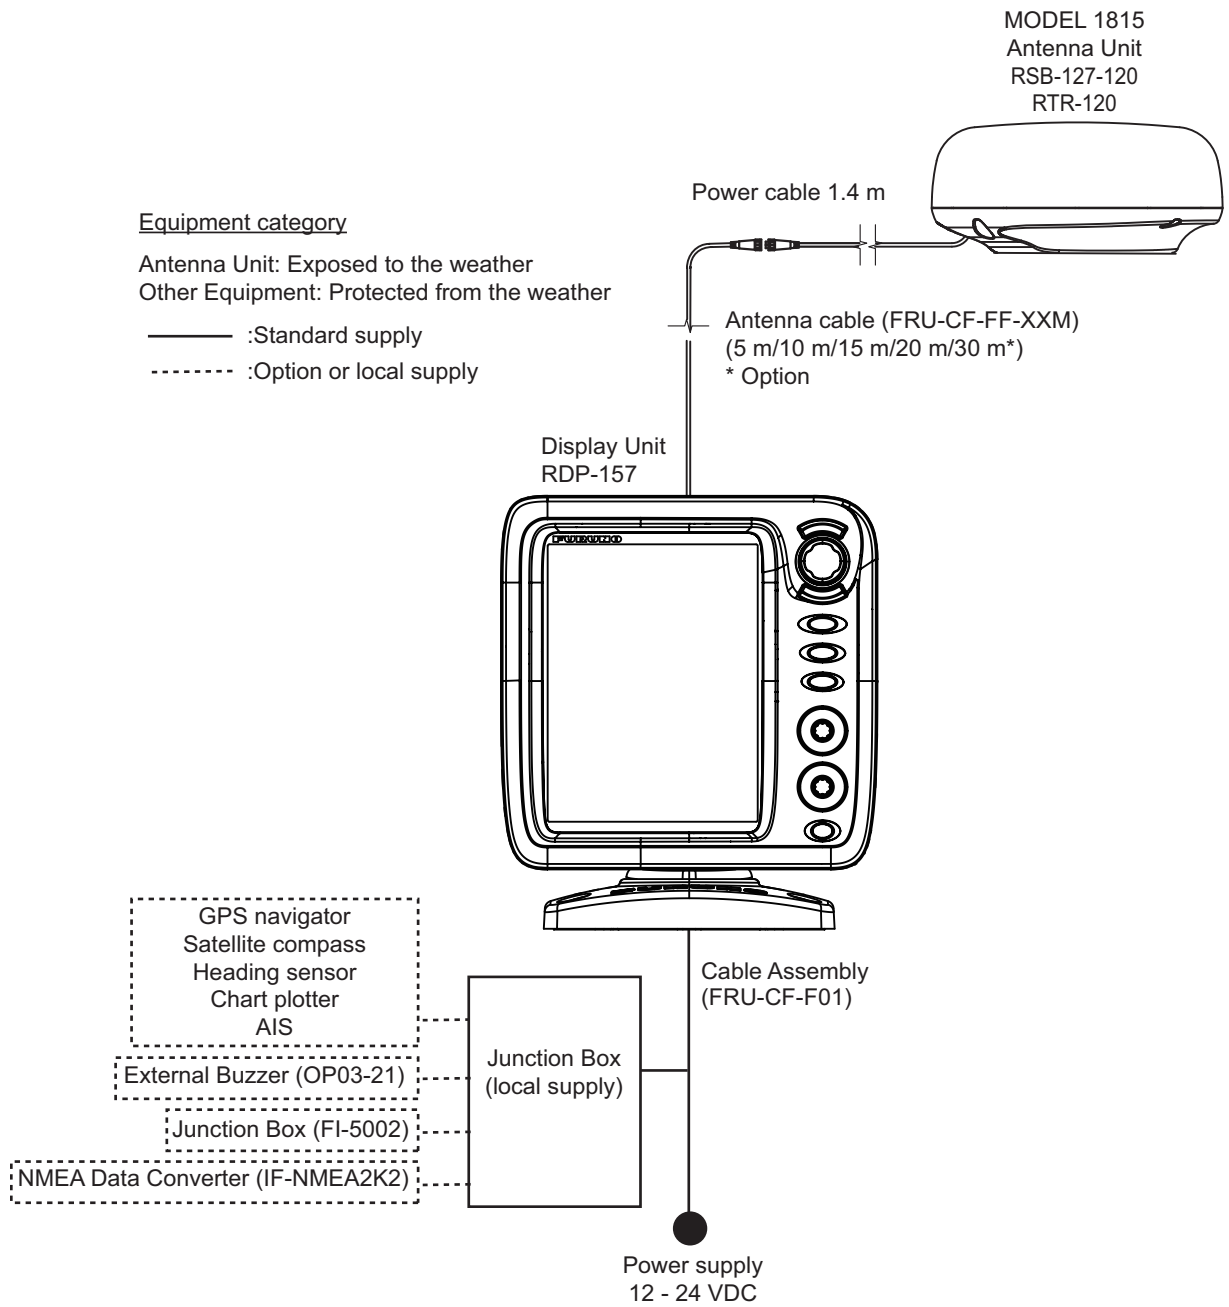 MODEL 1815
Antenna Unit
RSB-127-120
RTR-120
Power cable 1.4 m
Equipment category
Antenna Unit: Exposed to the weather
Other Equipment: Protected from the weather
:Standard supply
:Option or local supply
Antenna cable (FRU-CF-FF-XXM)
(5 m/10 m/15 m/20 m/30 m*)
* Option
Display Unit
RDP-157
FURUNO
GPS navigator
Satellite compass
Heading sensor
Chart plotter
AIS
Cable Assembly
(FRU-CF-F01)
Junction Box
(local supply)
External Buzzer (OP03-21)
Junction Box (FI-5002)
NMEA Data Converter (IF-NMEA2K2)
Power supply
12 - 24 VDC